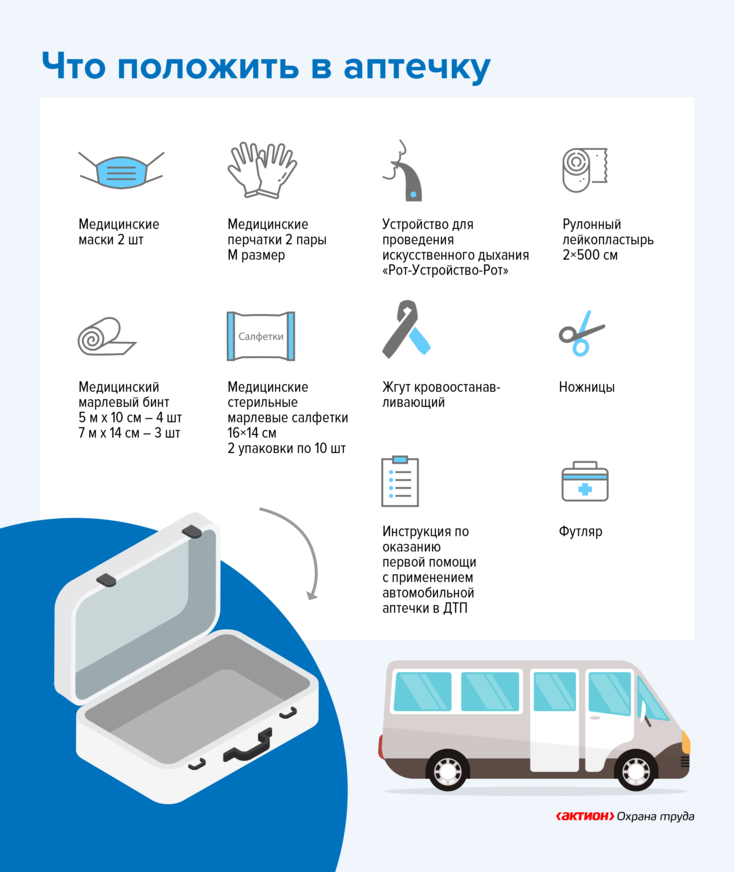 Что положить в аптечку
Медицинские
маски 2 шт
Медицинские
перчатки 2 пары
М размер
Устройство для
проведения
искусственного дыхания
«Рот-Устройство-Рот»
Рулонный
лейкопластырь
2×500 см
Медицинский
марлевый бинт
5 м х 10 см – 4 шт
7 м х 14 см – 3 шт
Салфетки
Медицинские
стерильные
марлевые салфетки
16×14 см
2 упаковки по 10 шт
Жгут кровоостанав-
ливающий
Ножницы
Инструкция по
оказанию
первой помощи
с применением
автомобильной
аптечки в ДТП
Футляр
‹актион› Охрана труда